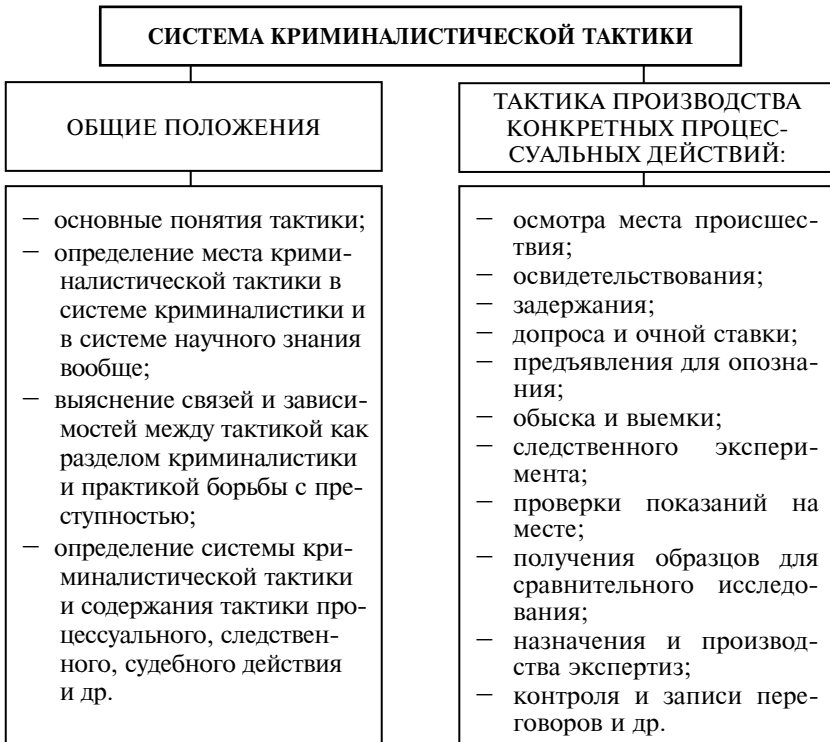 СИСТЕМА КРИМИНАЛИСТИЧЕСКОЙ ТАКТИКИ
ОБЩИЕ ПОЛОЖЕНИЯ
— основные понятия тактики;
— определение места крими-
налистической тактики в
системе криминалистики и
в системе научного знания
вообще;
— выяснение связей и зависи-
мостей между тактикой как
разделом криминалистики
и практикой борьбы с пре-
ступностью;
— определение системы кри-
миналистической тактики
и содержания тактики про-
цессуального, следствен-
ного, судебного действия
и др.
ТАКТИКА ПРОИЗВОДСТВА
КОНКРЕТНЫХ ПРОЦЕС-
СУАЛЬНЫХ ДЕЙСТВИЙ:
— осмотра места происшес-
твия;
— освидетельствования;
— задержания;
— допроса и очной ставки;
— предъявления для опозна-
ния;
— обыска и выемки;
— следственного экспери-
мента;
— проверки показаний на
месте;
— получения образцов для
сравнительного исследо-
вания;
— назначения и производ-
ства экспертиз;
— контроля и записи пере-
говоров и др.